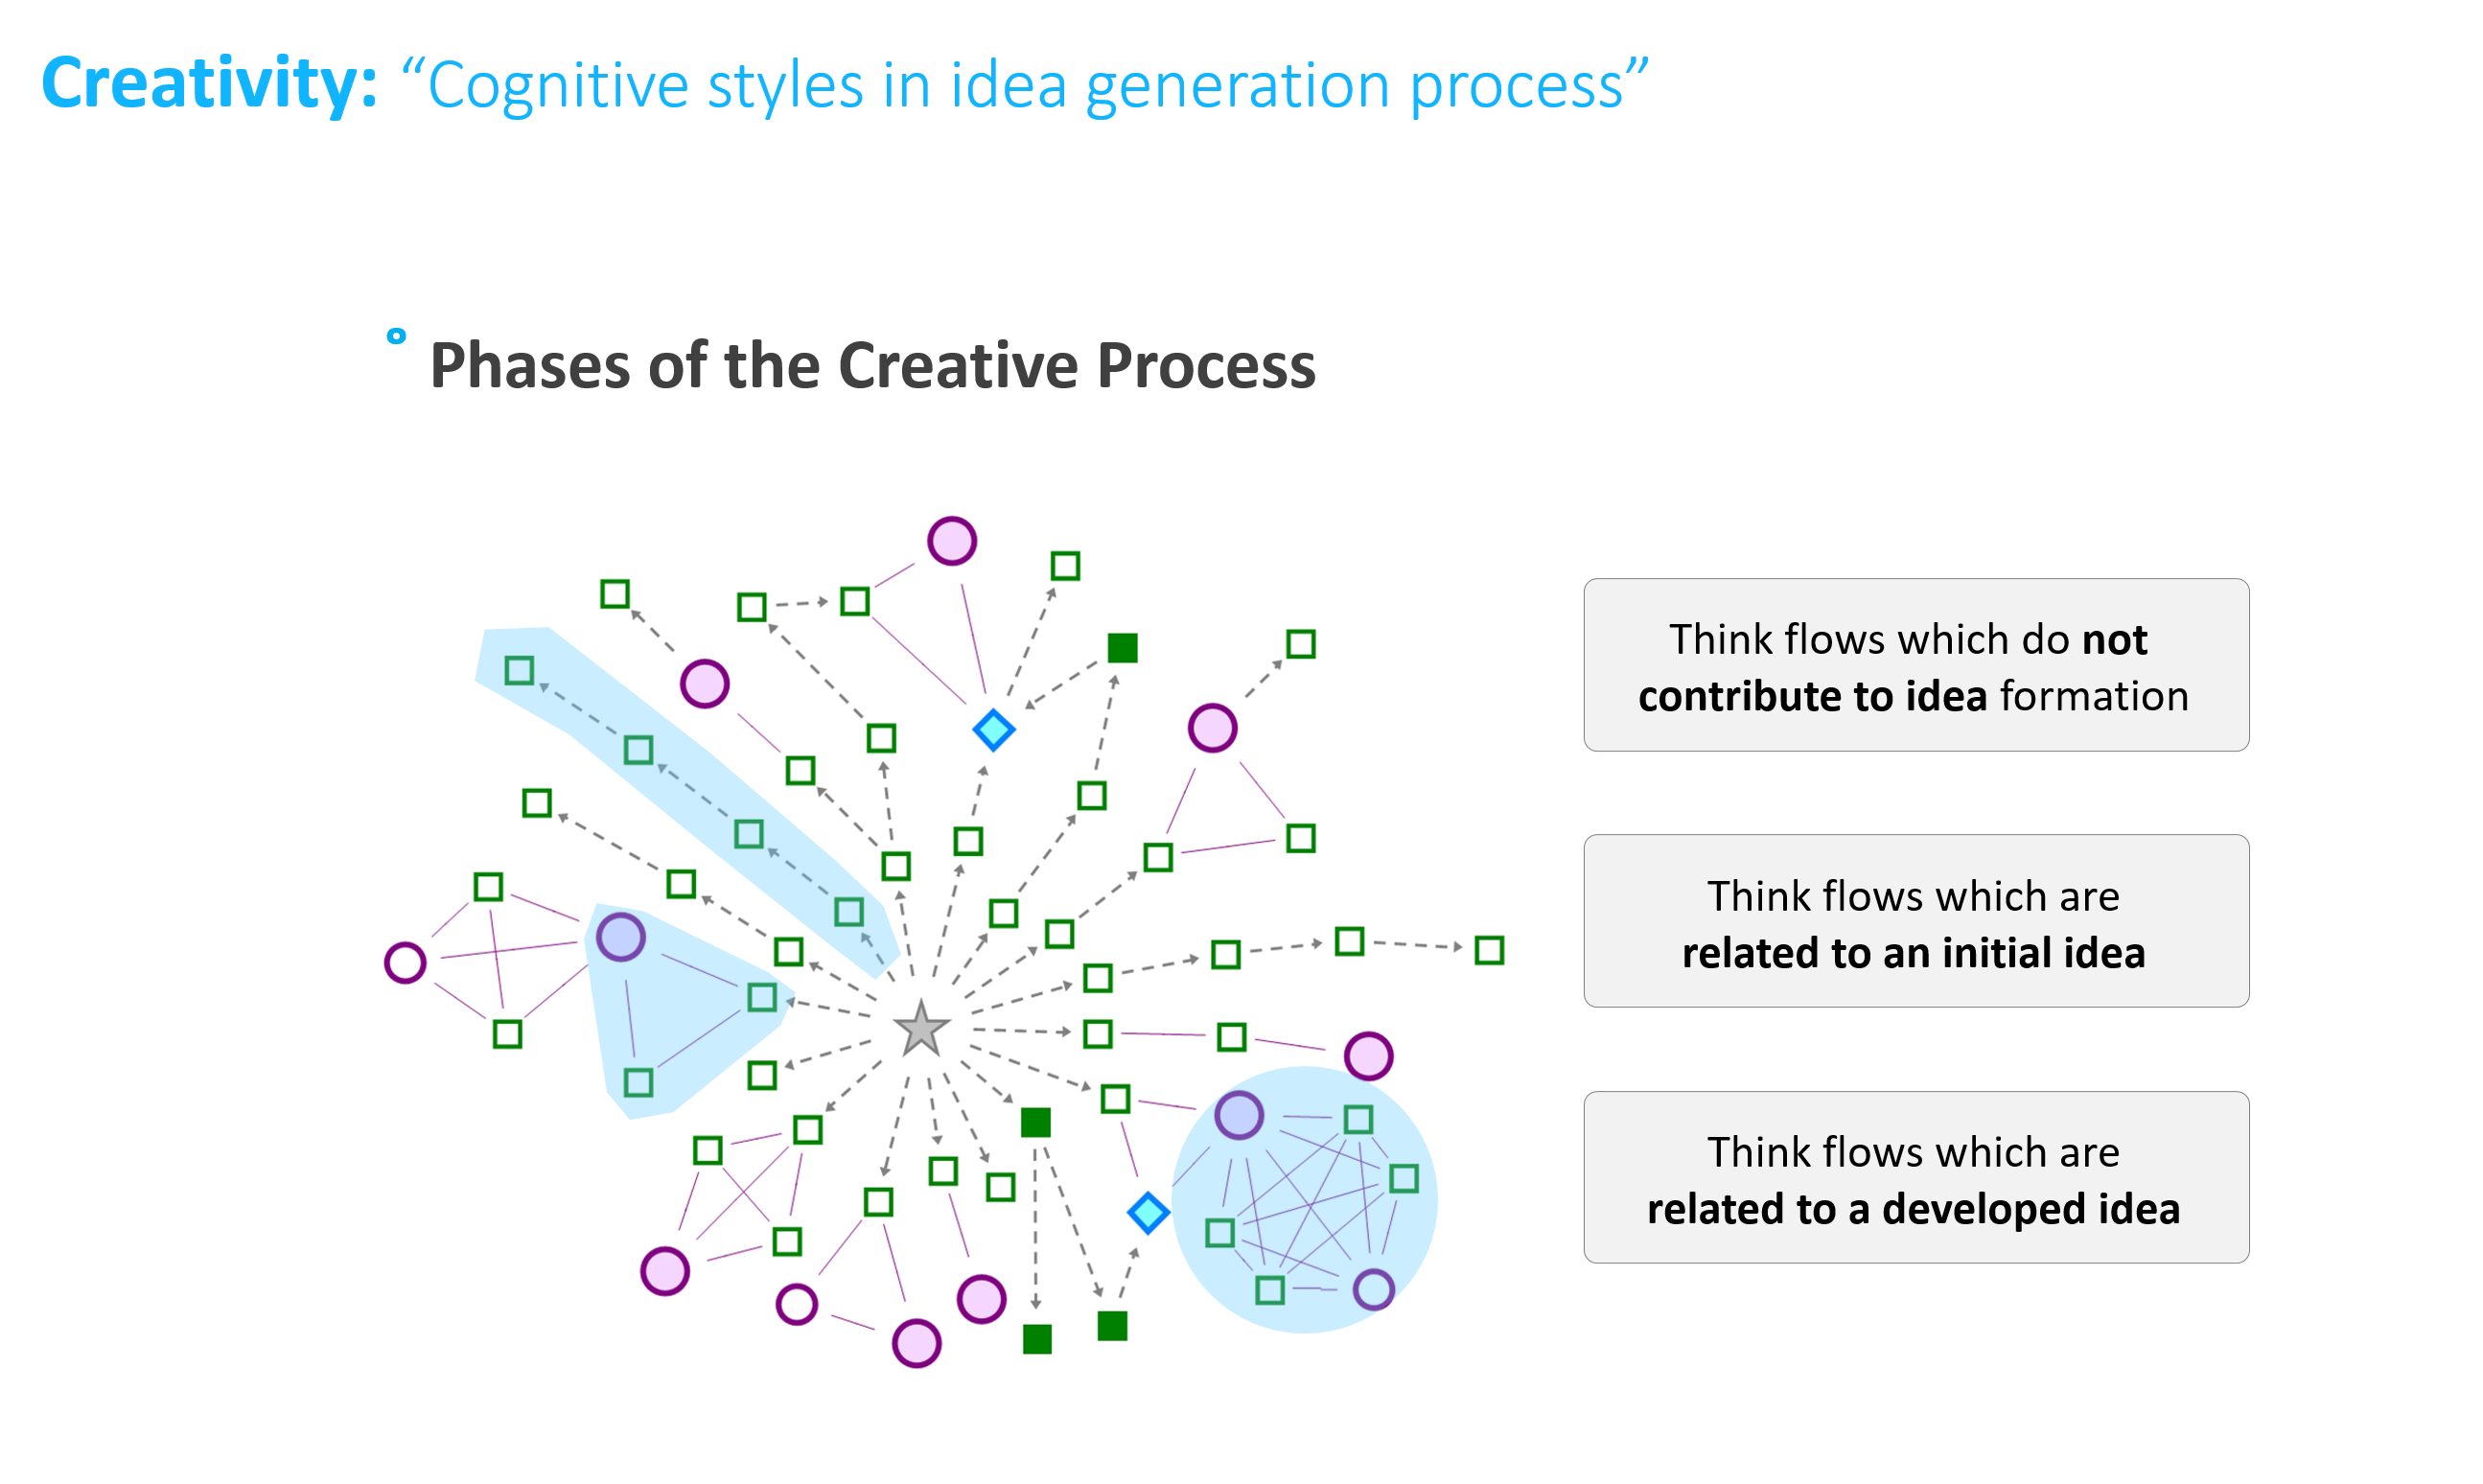 Creativity: “Cognitive styles in idea generation process”
Phases of the Creative Process
Think flows which do not
contribute to idea formation
Think flows which are
related to an initial idea
Think flows which are
related to a developed idea